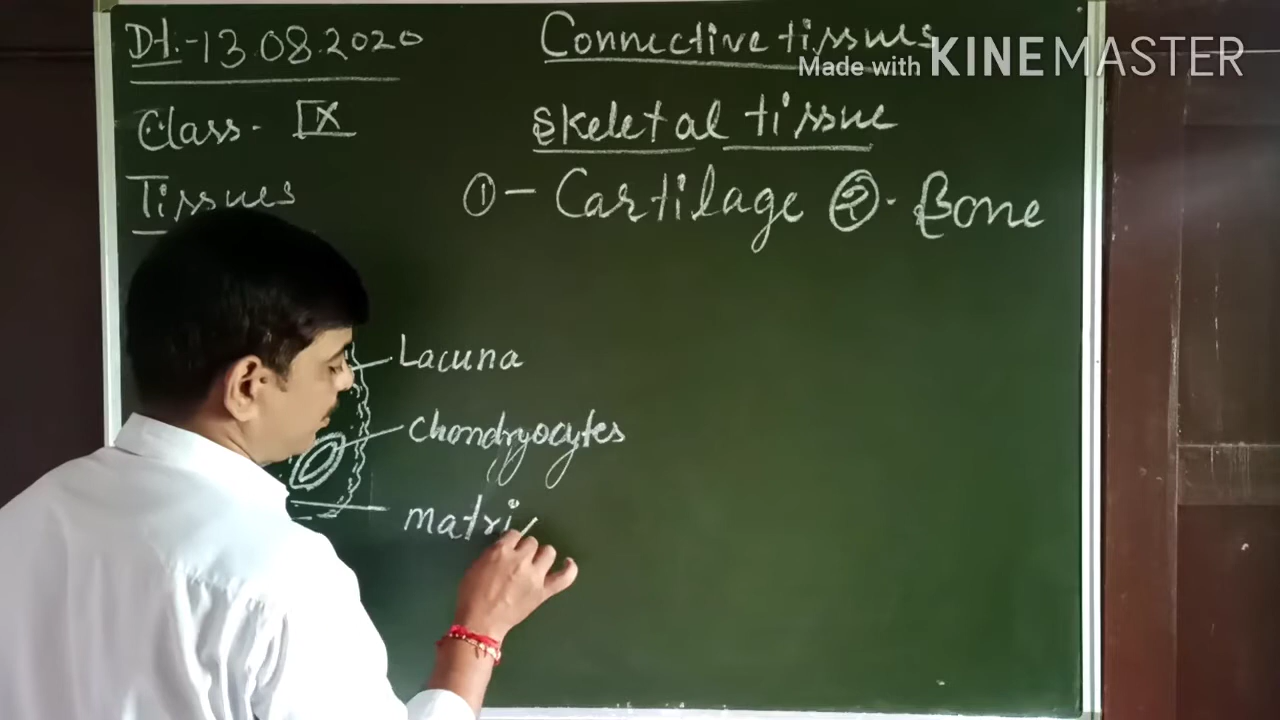 Dt.-13.08.2020
Connective tissues
Made with KINEMASTER
Class- IX
Skeletal tissue
Tissues
①- Cartilage ②. Bone
Lacuna
Chondryocytes
matrix